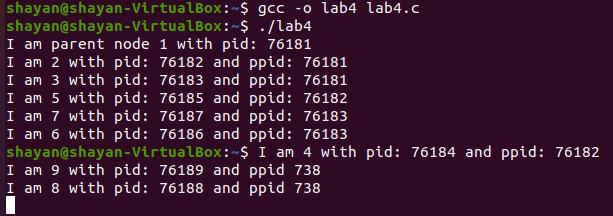 shayan@shayan-VirtualBox:~$ gcc -o lab4 lab4.c
shayan@shayan-VirtualBox:~$ ./lab4
I am parent node 1 with pid: 76181
I am 2 with pid: 76182 and ppid: 76181
I am 3 with pid: 76183 and ppid: 76181
I am 5 with pid: 76185 and ppid: 76182
I am 7 with pid: 76187 and ppid: 76183
I am 6 with pid: 76186 and ppid: 76183
shayan@shayan-VirtualBox:~$ I am 4 with pid: 76184 and ppid: 76182
I am 9 with pid: 76189 and ppid 738
I am 8 with pid: 76188 and ppid 738